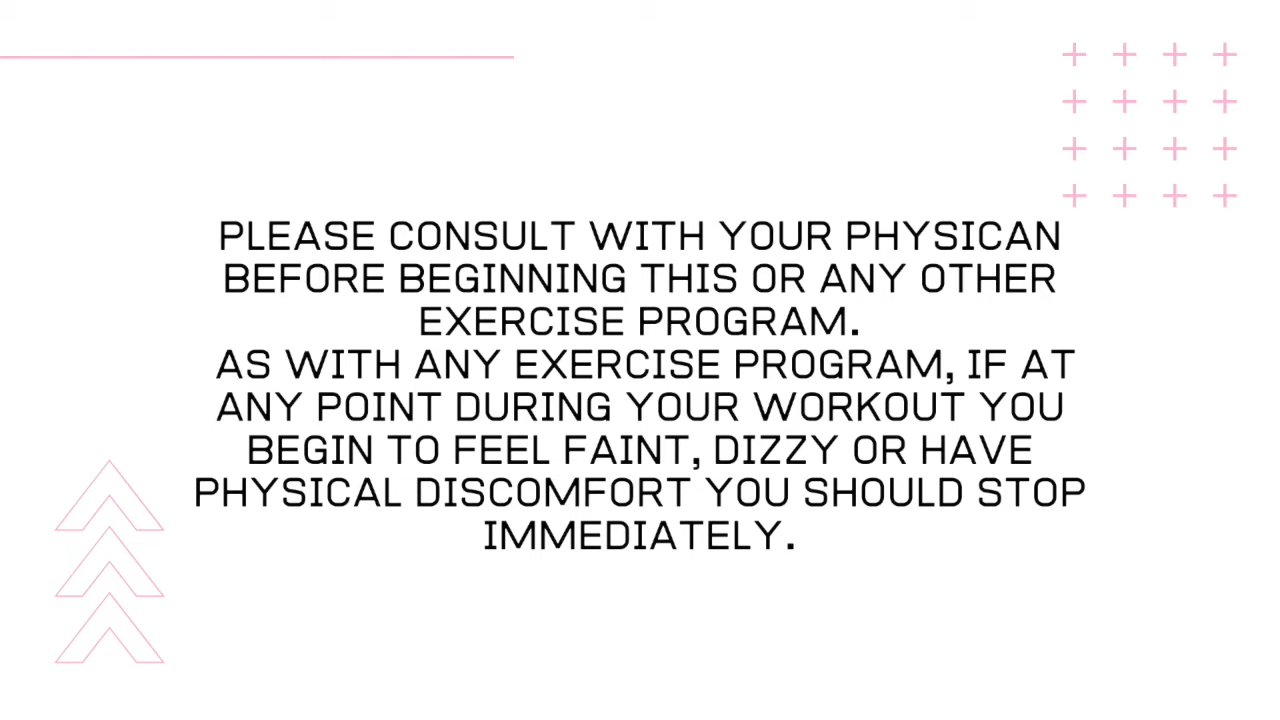 PLEASE CONSULT WITH YOUR PHYSICAN
BEFORE BEGINNING THIS OR ANY OTHER
EXERCISE PROGRAM.
AS WITH ANY EXERCISE PROGRAM, IF AT
ANY POINT DURING YOUR WORKOUT YOU
BEGIN TO FEEL FAINT, DIZZY OR HAVE
PHYSICAL DISCOMFORT YOU SHOULD STOP
IMMEDIATELY.